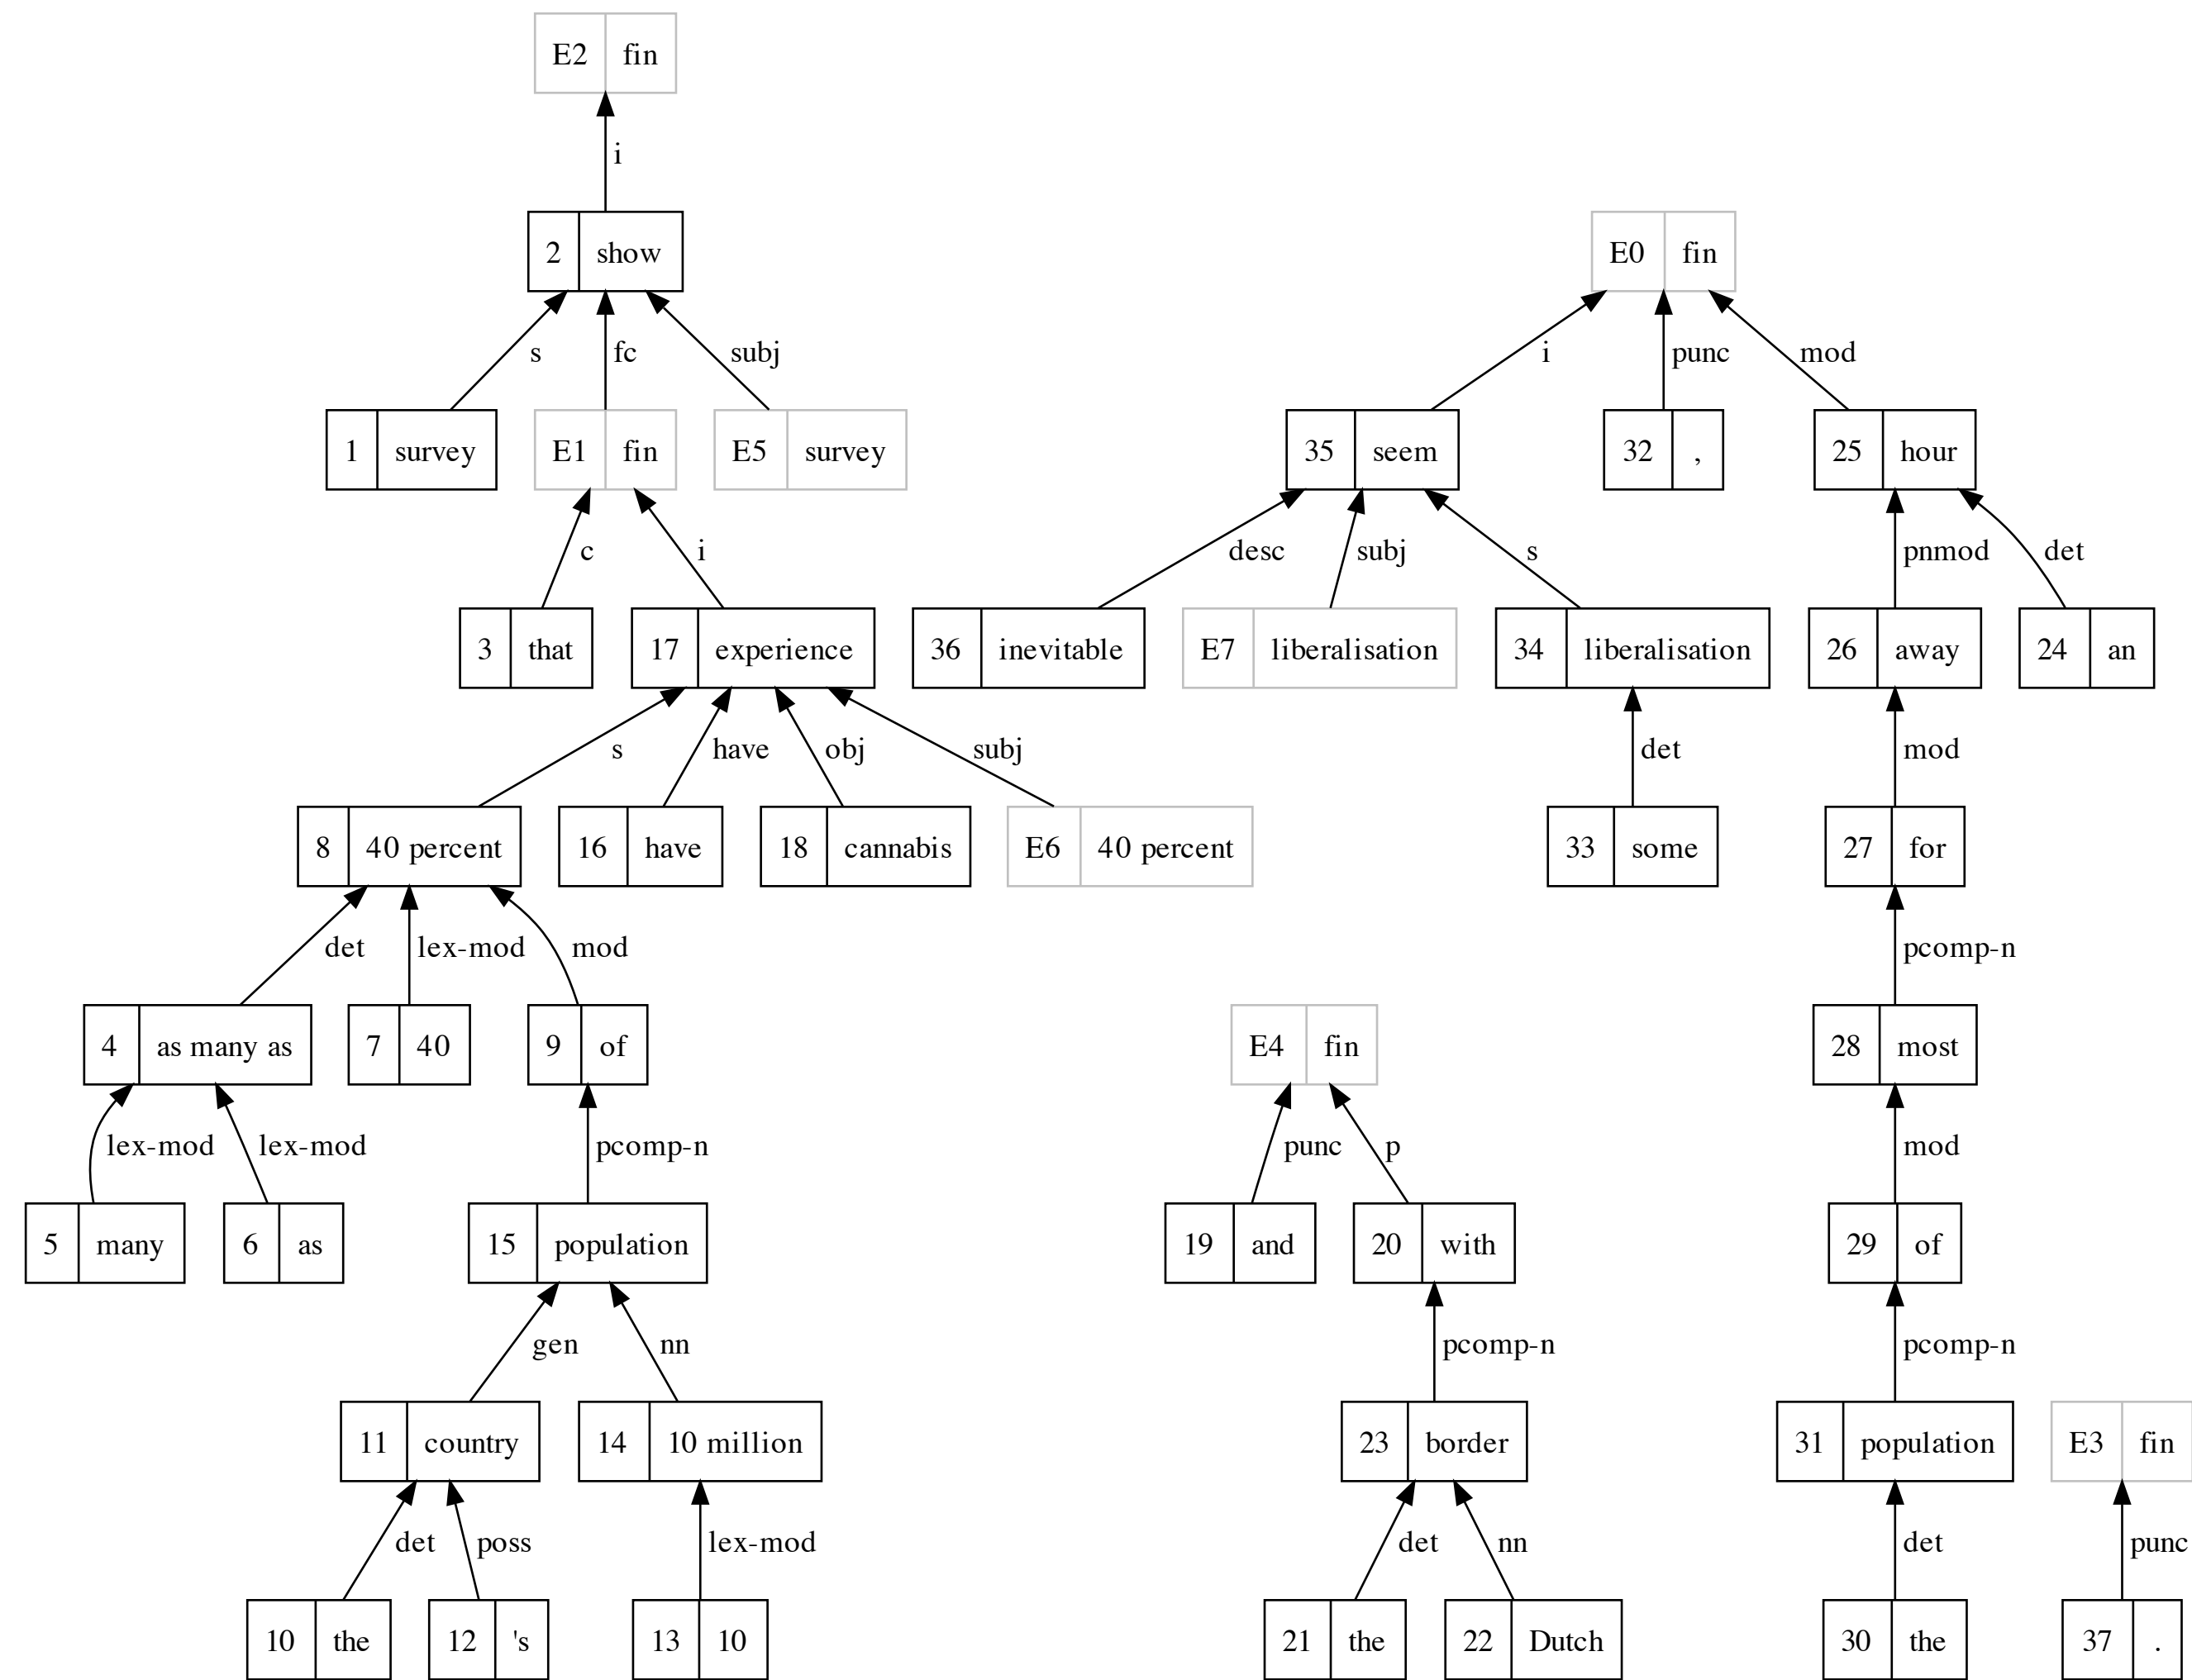 E2 fin
i
2 show
E0 fin
s fc subj i punc mod
1 survey E1 fin E5 survey 35 seem 32 , 25 hour
c i desc subj s pnmod det
3 that 17 experience 36 inevitable E7 liberalisation 34 liberalisation 26 away 24 an
s have obj subj det mod
8 40 percent 16 have 18 cannabis E6 40 percent 33 some 27 for
det lex-mod mod pcomp-n
4 as many as 7 40 9 of E4 fin 28 most
lex-mod lex-mod pcomp-n punc p mod
5 many 6 as 15 population 19 and 20 with 29 of
gen nn pcomp-n pcomp-n
11 country 14 10 million 23 border 31 population E3 fin
det poss lex-mod det nn det punc
10 the 12 's 13 10 21 the 22 Dutch 30 the 37 .